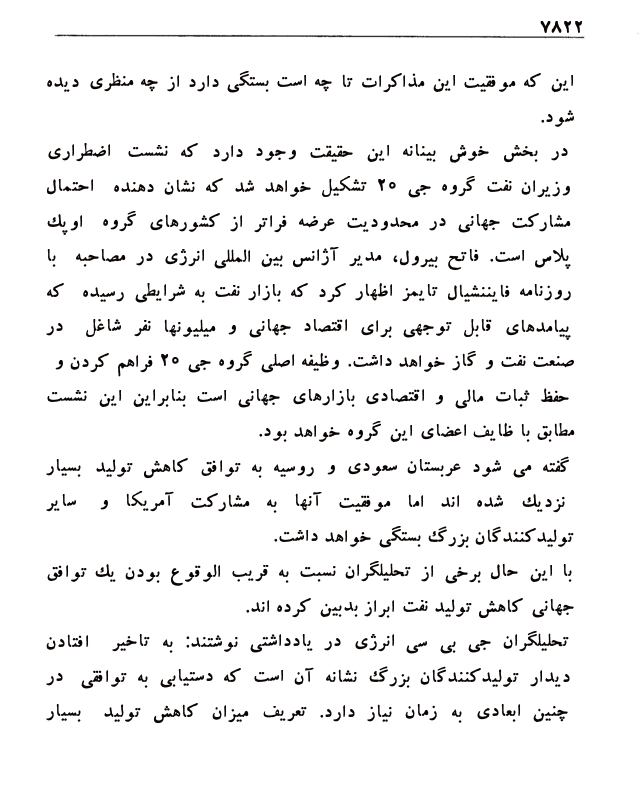 ۷۸۲۲
این که موفقیت این مذاکرات تا چه است بستگی دارد از چه منظری دیده
شود.
در بخش خوش بینانه این حقیقت وجود دارد که نشست اضطراری
وزیران نفت گروه جی ۲۰ تشکیل خواهد شد که نشان دهنده احتمال
مشارکت جهانی در محدودیت عرضه فراتر از کشورهای گروه اوپك
پلاس است. فاتح بیرول، مدیر آژانس بین المللی انرژی در مصاحبه با
روزنامه فایننشیال تایمز اظهار کرد که بازار نفت به شرایطی رسیده که
پیامدهای قابل توجهی برای اقتصاد جهانی و میلیونها نفر شاغل در
صنعت نفت و گاز خواهد داشت. وظیفه اصلی گروه جی ۲۰ فراهم کردن و
حفظ ثبات مالی و اقتصادی بازارهای جهانی است بنابراین این نشست
مطابق با ظایف اعضای این گروه خواهد بود.
گفته می شود عربستان سعودی و روسیه به توافق کاهش تولید بسیار
نزدیك شده اند اما موفقیت آنها به مشارکت آمریکا و سایر
تولیدکنندگان بزرگ بستگی خواهد داشت.
با این حال برخی از تحلیلگران نسبت به قریب الوقوع بودن یك توافق
جهانی کاهش تولید نفت ابراز بدبین کرده اند.
تحلیلگران جی بی سی انرژی در یادداشتی نوشتند: به تاخیر افتادن
دیدار تولیدکنندگان بزرگ نشانه آن است که دستیابی به توافقی در
چنین ابعادی به زمان نیاز دارد. تعریف میزان کاهش تولید بسیار